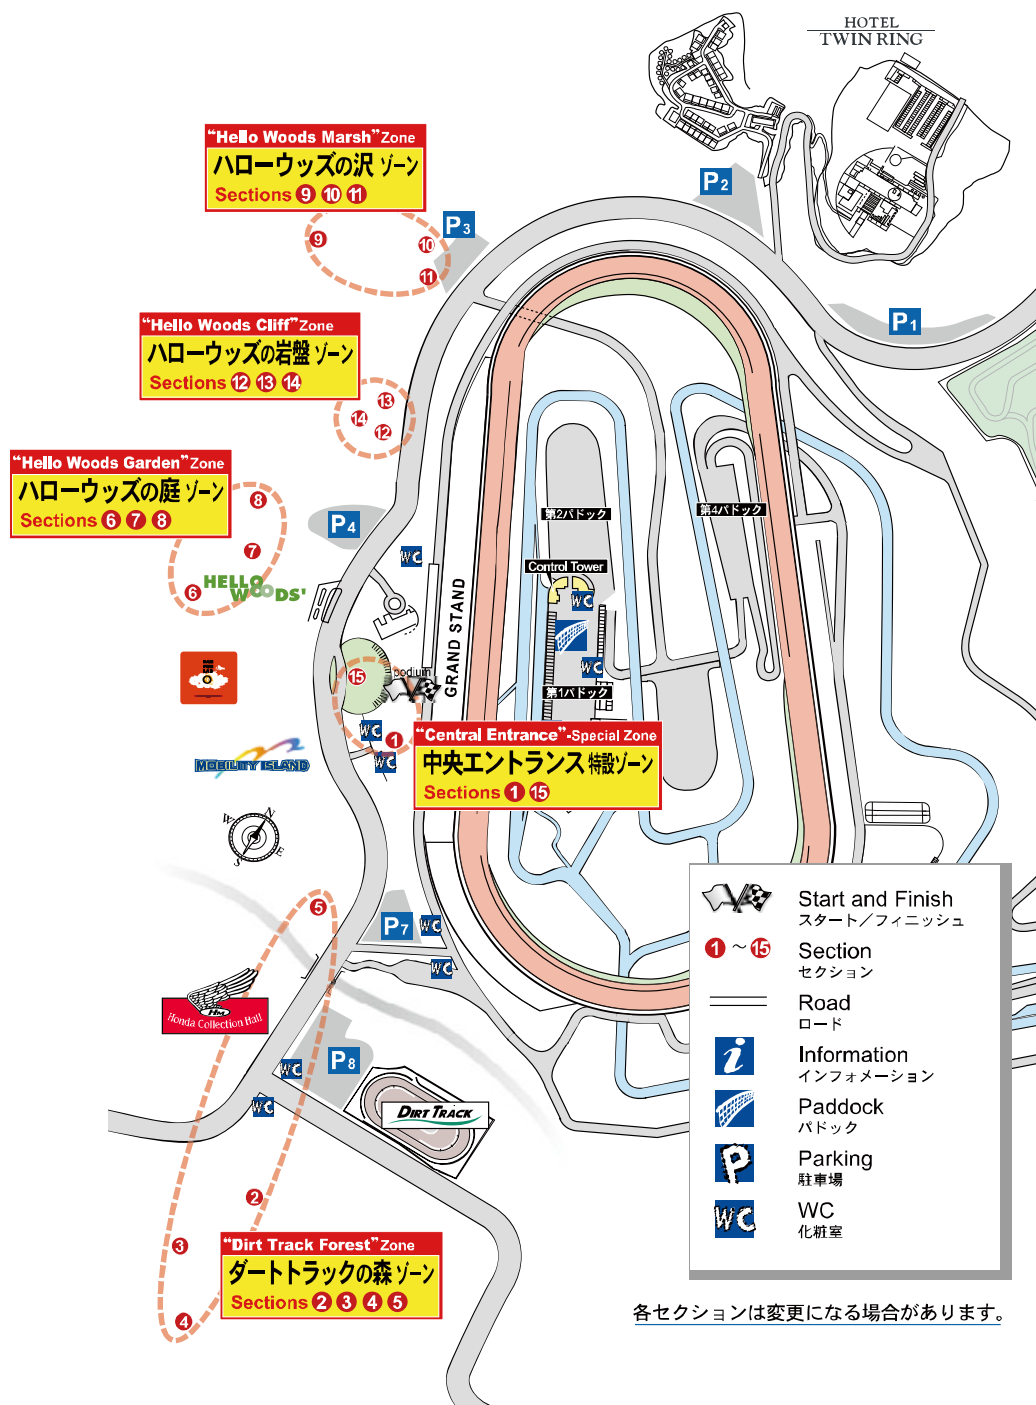 HOTEL
TWIN RING
"Hello Woods Marsh" Zone
ハローウッズの沢 ゾーン
Sections 9 10 11
P2
P3
9
10
11
P1
"Hello Woods Cliff" Zone
ハローウッズの岩盤 ゾーン
Sections 12 13 14
13
14
12
"Hello Woods Garden" Zone
ハローウッズの庭 ゾーン
Sections 6 7 8
8
7
6
HELLO
WOODS'
P4
WC
第2パドック
第4パドック
Control Tower
WC
GRAND STAND
WC
第1パドック
podium
15
WC
1
WC
"Central Entrance"-Special Zone
中央エントランス 特設ゾーン
Sections 1 15
MOBILITY ISLAND
N
W
E
S
5
P7
WC
WC
HM
Honda Collection Hall
P8
WC
WC
DIRT TRACK
2
3
4
"Dirt Track Forest" Zone
ダートトラックの森 ゾーン
Sections 2 3 4 5
Start and Finish
スタート／フィニッシュ
1 ～ 15 Section
セクション
Road
ロード
i Information
インフォメーション
Paddock
パドック
P Parking
駐車場
WC WC
化粧室
各セクションは変更になる場合があります。